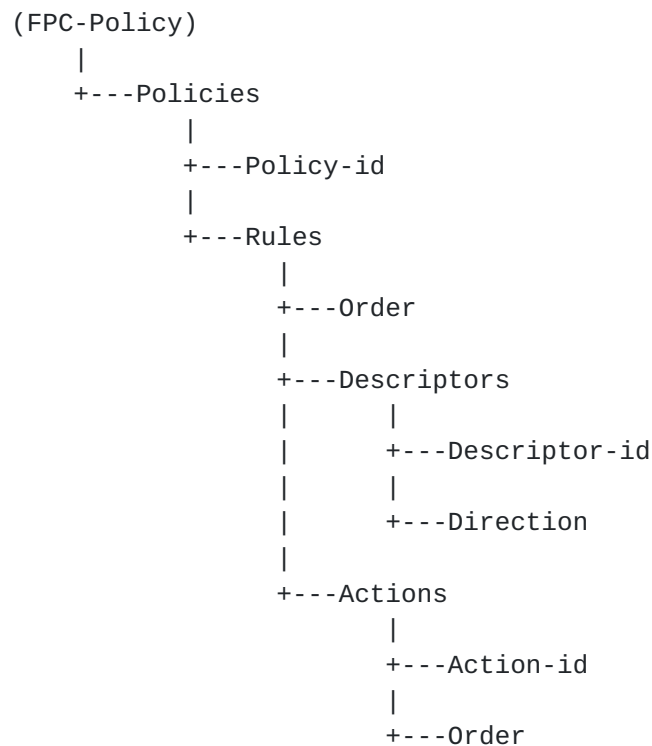 (FPC-Policy)
|
+---Policies
|
+---Policy-id
|
+---Rules
|
+---Order
|
+---Descriptors
| |
| +---Descriptor-id
| |
| +---Direction
|
+---Actions
|
+---Action-id
|
+---Order